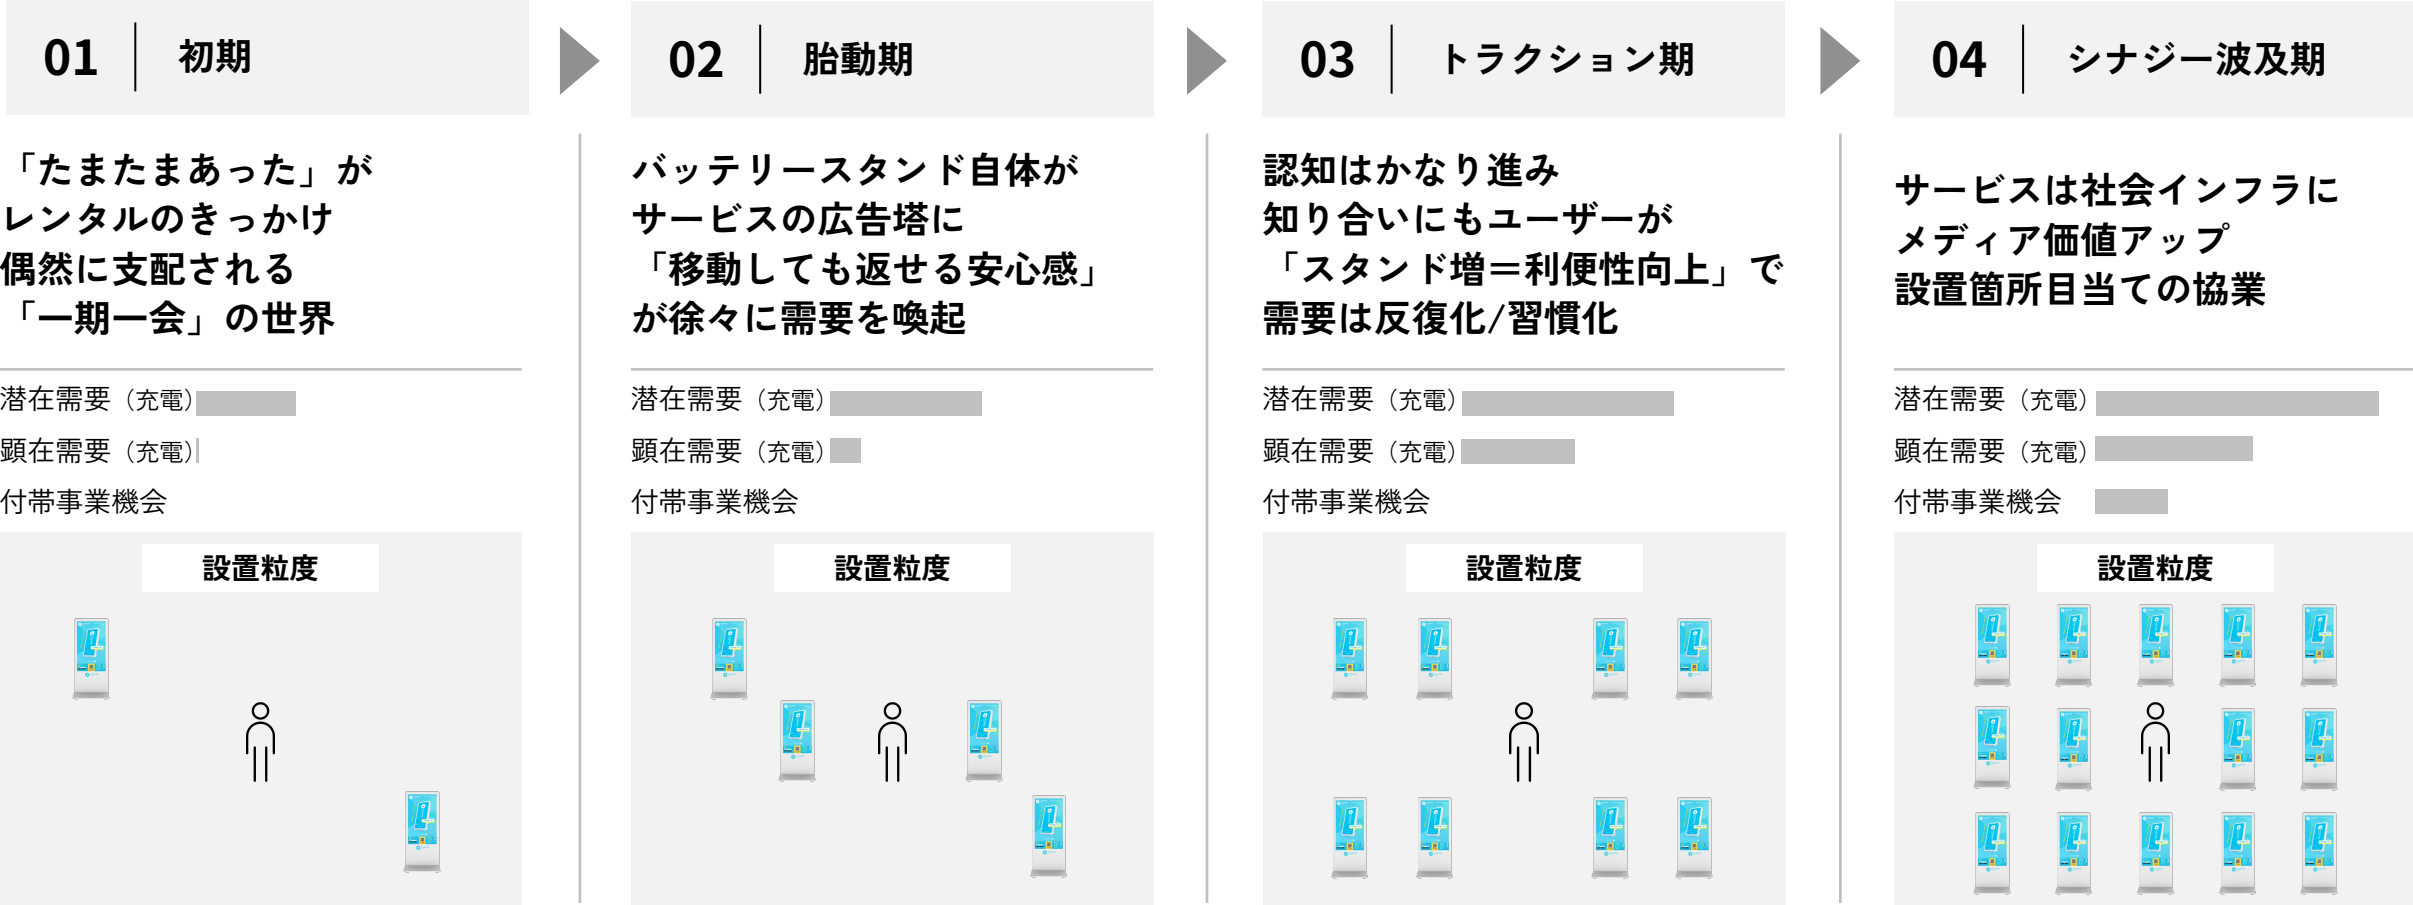 01
初期
「たまたまあった」が
レンタルのきっかけ
偶然に支配される
「一期一会」の世界
潜在需要（充電）
顕在需要（充電）
付帯事業機会
設置粒度
02
胎動期
バッテリースタンド自体が
サービスの広告塔に
「移動しても返せる安心感」
が徐々に需要を喚起
潜在需要（充電）
顕在需要（充電）
付帯事業機会
設置粒度
03
トラクション期
認知はかなり進み
知り合いにもユーザーが
「スタンド増＝利便性向上」で
需要は反復化/習慣化
潜在需要（充電）
顕在需要（充電）
付帯事業機会
設置粒度
04
シナジー波及期
サービスは社会インフラに
メディア価値アップ
設置箇所目当ての協業
潜在需要（充電）
顕在需要（充電）
付帯事業機会
設置粒度